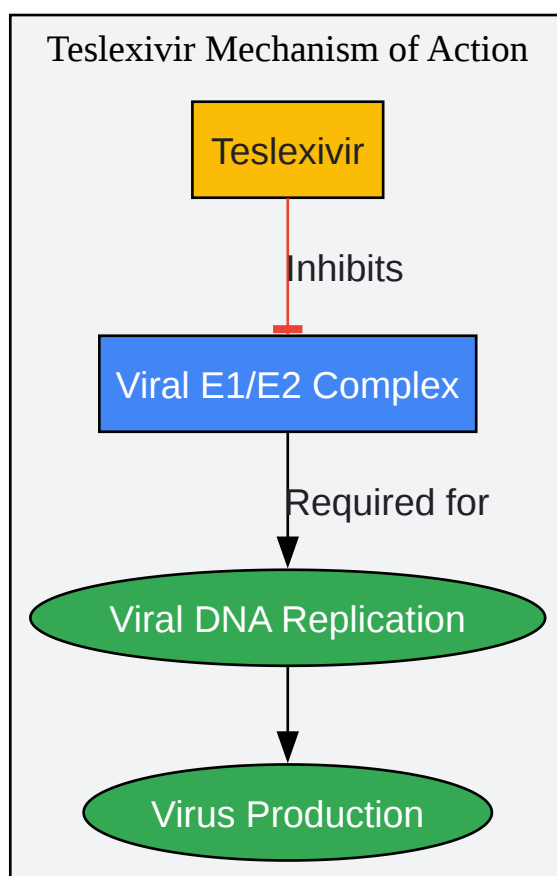 Teslexivir Mechanism of Action
Teslexivir
Inhibits
Viral E1/E2 Complex
Required for
Viral DNA Replication
Virus Production